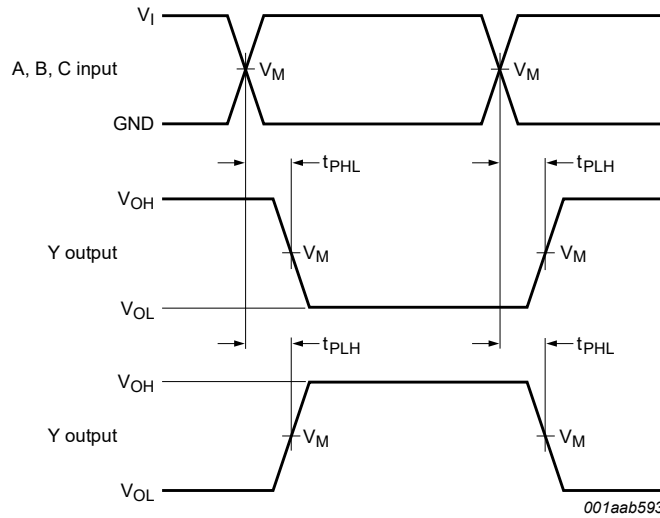 VI
A, B, C input
VM
VM
GND
tPHL
tPLH
VOH
Y output
VM
VM
VOL
tPLH
tPHL
VOH
Y output
VM
VM
VOL
001aab593